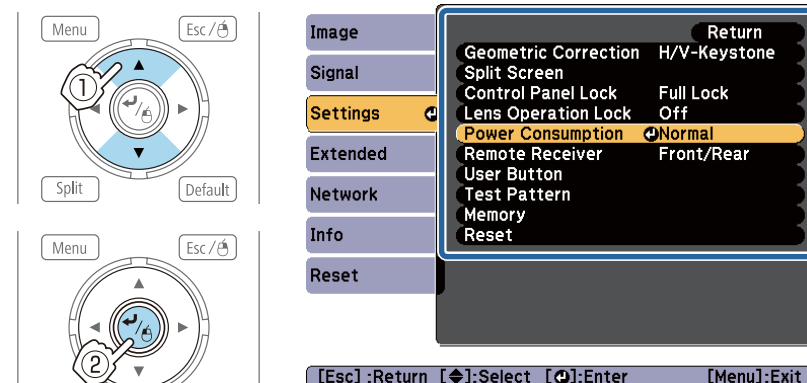 Menu
Esc/
1
Split
Default
Menu
Esc/
2
Image
Signal
Settings
Extended
Network
Info
Reset
Return
Geometric Correction H/V-Keystone
Split Screen
Control Panel Lock Full Lock
Lens Operation Lock Off
Power Consumption Normal
Remote Receiver Front/Rear
User Button
Test Pattern
Memory
Reset
[Esc] :Return [◆]:Select [⏎]:Enter [Menu]:Exit